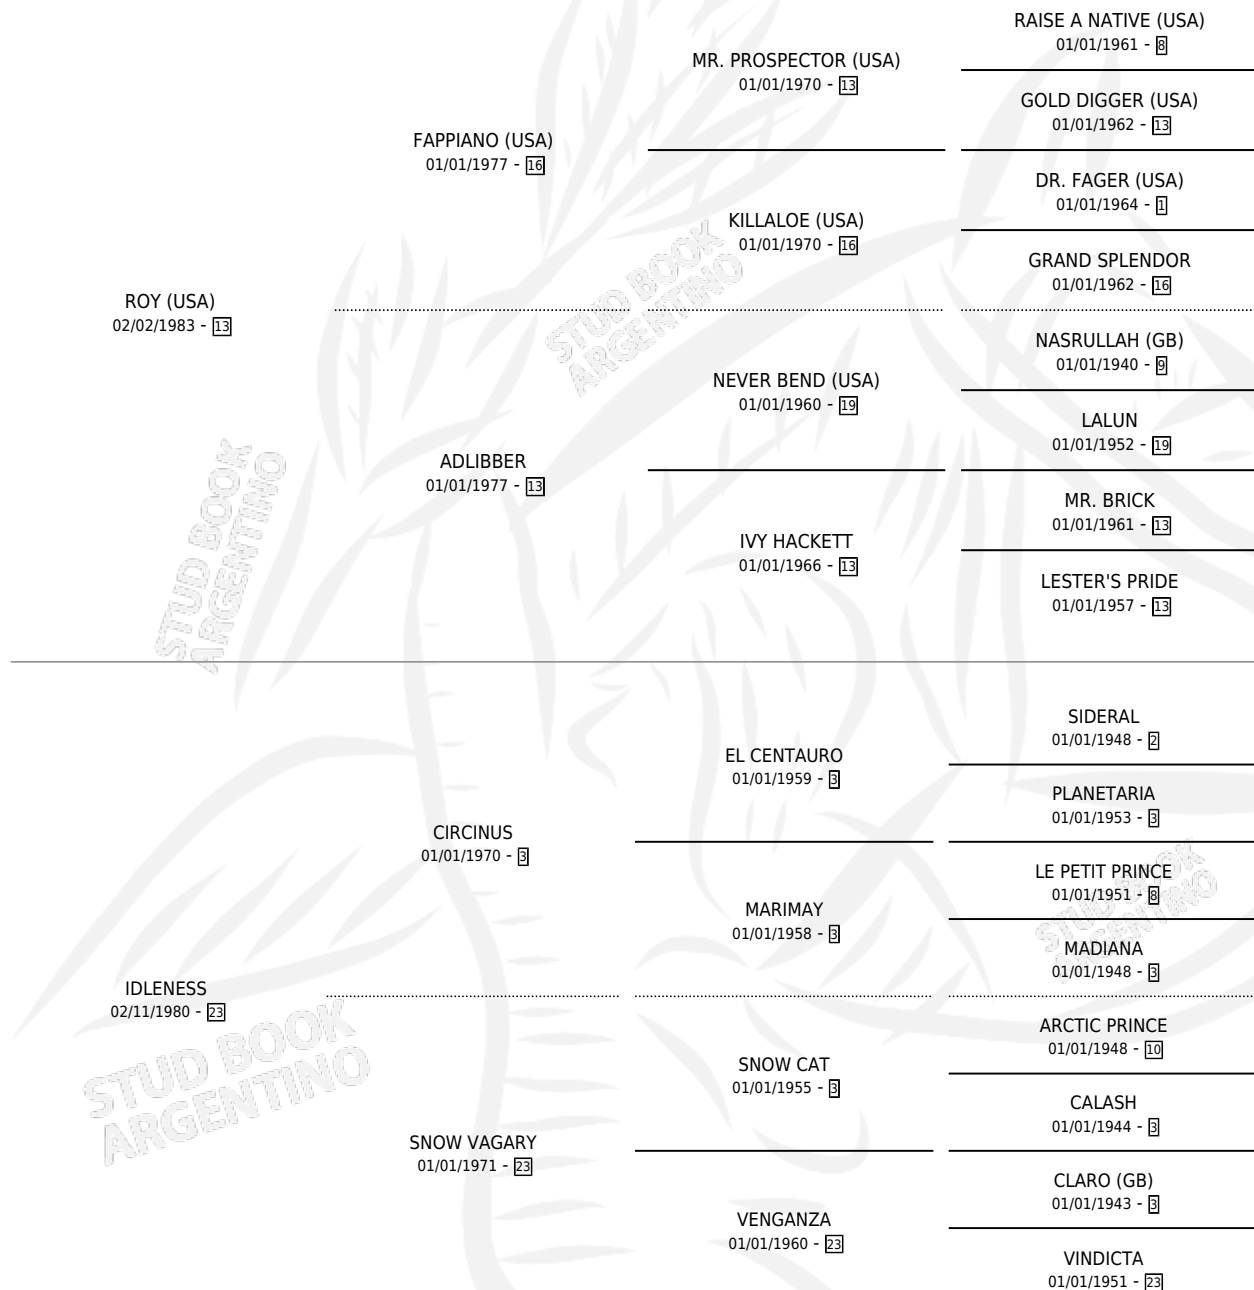 RAISE A NATIVE (USA)
01/01/1961 - 8
MR. PROSPECTOR (USA)
01/01/1970 - 13
GOLD DIGGER (USA)
01/01/1962 - 13
FAPPIANO (USA)
01/01/1977 - 16
DR. FAGER (USA)
01/01/1964 - 1
KILLALOE (USA)
01/01/1970 - 16
GRAND SPLENDOR
01/01/1962 - 16
STUD BOOK
ARGENTINO
ROY (USA)
02/02/1983 - 13
NASRULLAH (GB)
01/01/1940 - 9
NEVER BEND (USA)
01/01/1960 - 19
LALUN
01/01/1952 - 19
ADLIBBER
01/01/1977 - 13
MR. BRICK
01/01/1961 - 13
IVY HACKETT
01/01/1966 - 13
LESTER'S PRIDE
01/01/1957 - 13
STUD BOOK
ARGENTINO
SIDERAL
01/01/1948 - 2
EL CENTAURO
01/01/1959 - 3
PLANETARIA
01/01/1953 - 3
CIRCINUS
01/01/1970 - 3
LE PETIT PRINCE
01/01/1951 - 8
MARIMAY
01/01/1958 - 3
MADIANA
01/01/1948 - 3
STUD BOOK
ARGENTINO
IDLENESS
02/11/1980 - 23
ARCTIC PRINCE
01/01/1948 - 10
SNOW CAT
01/01/1955 - 3
CALASH
01/01/1944 - 3
STUD BOOK
ARGENTINO
SNOW VAGARY
01/01/1971 - 23
CLARO (GB)
01/01/1943 - 3
VENGANZA
01/01/1960 - 23
VINDICTA
01/01/1951 - 23